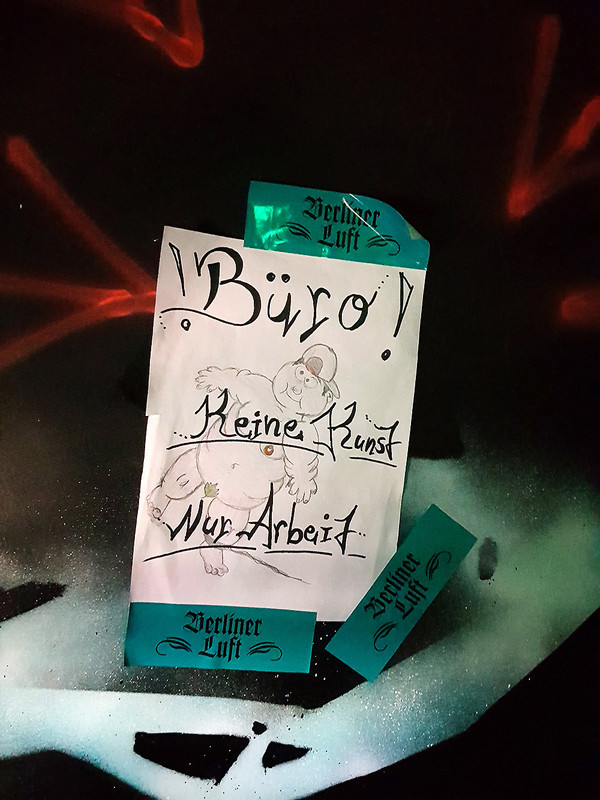 Berliner
Luft
! Büro !
Keine Kunst
Nur Arbeit
Berliner
Luft
Berliner
Luft